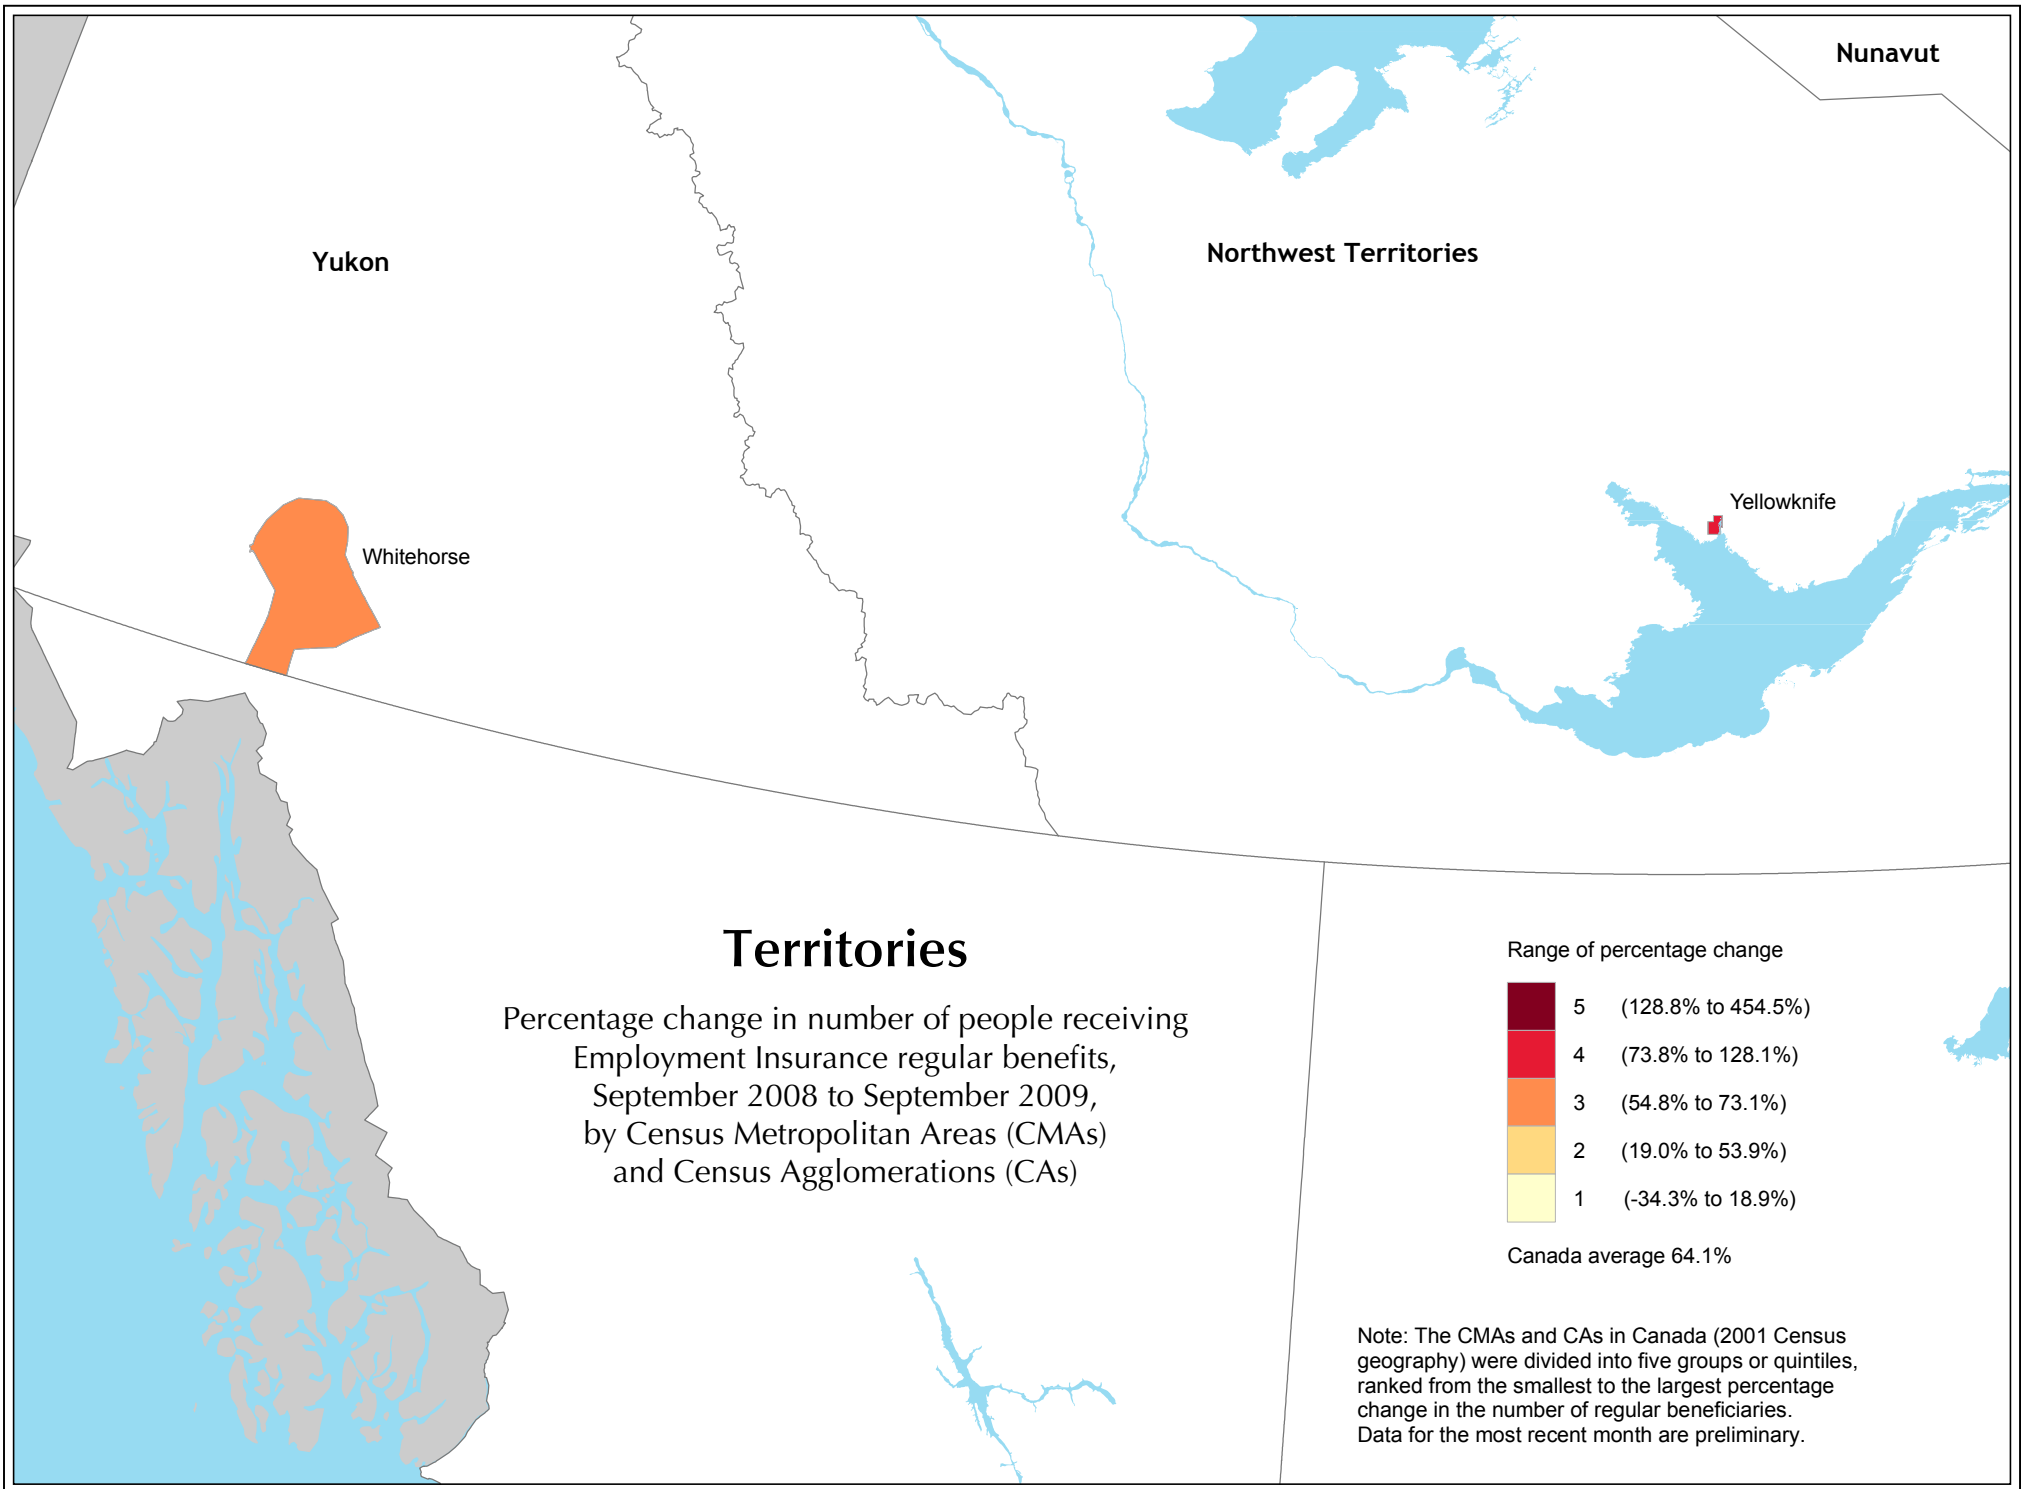 Nunavut
Yukon
Northwest Territories
Yellowknife
Whitehorse
Territories
Percentage change in number of people receiving
Employment Insurance regular benefits,
September 2008 to September 2009,
by Census Metropolitan Areas (CMAs)
and Census Agglomerations (CAs)
Range of percentage change
5 (128.8% to 454.5%)
4 (73.8% to 128.1%)
3 (54.8% to 73.1%)
2 (19.0% to 53.9%)
1 (-34.3% to 18.9%)
Canada average 64.1%
Note: The CMAs and CAs in Canada (2001 Census
geography) were divided into five groups or quintiles,
ranked from the smallest to the largest percentage
change in the number of regular beneficiaries.
Data for the most recent month are preliminary.